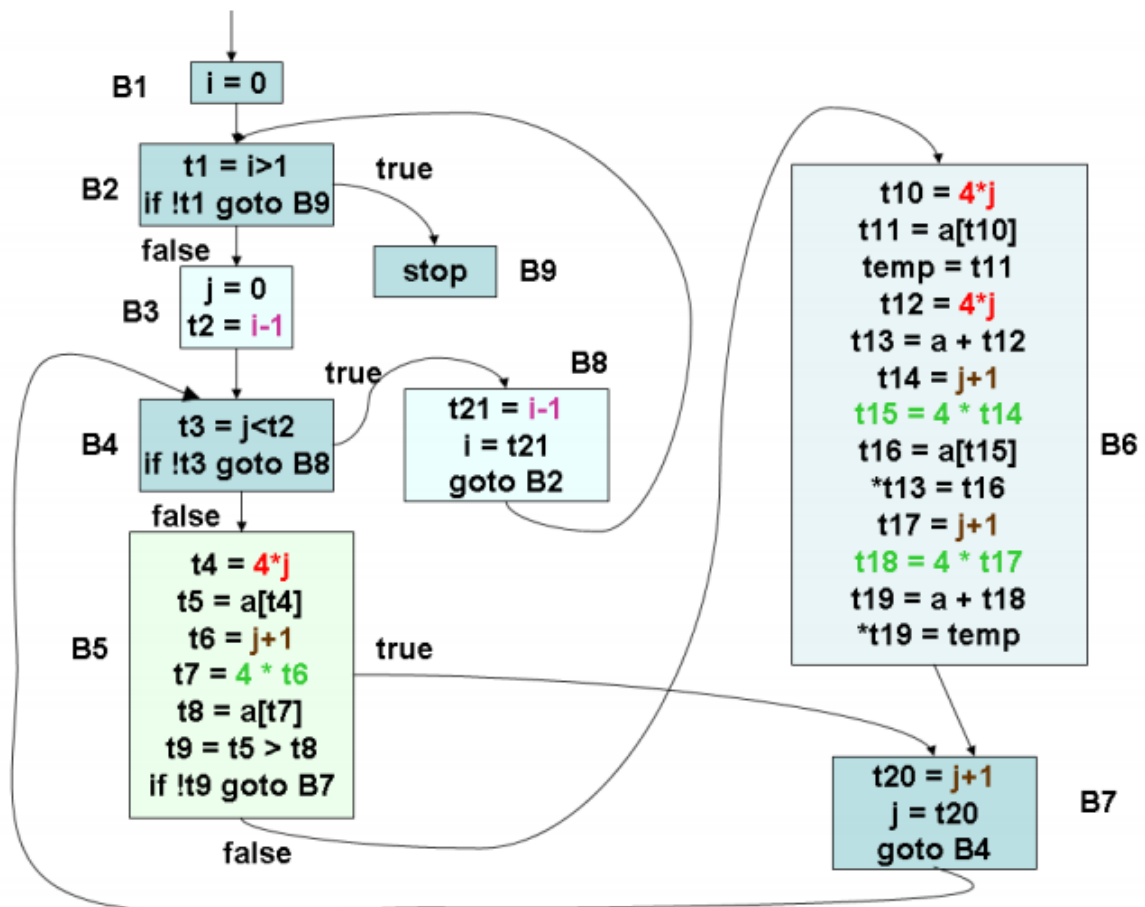 B1
i = 0
B2
t1 = i>1
if !t1 goto B9
true
false
stop
B9
B3
j = 0
t2 = i-1
B4
t3 = j<t2
if !t3 goto B8
true
false
B8
t21 = i-1
i = t21
goto B2
B5
t4 = 4*j
t5 = a[t4]
t6 = j+1
t7 = 4 * t6
t8 = a[t7]
t9 = t5 > t8
if !t9 goto B7
true
false
t10 = 4*j
t11 = a[t10]
temp = t11
t12 = 4*j
t13 = a + t12
t14 = j+1
t15 = 4 * t14
t16 = a[t15]
*t13 = t16
t17 = j+1
t18 = 4 * t17
t19 = a + t18
*t19 = temp
B6
t20 = j+1
j = t20
goto B4
B7